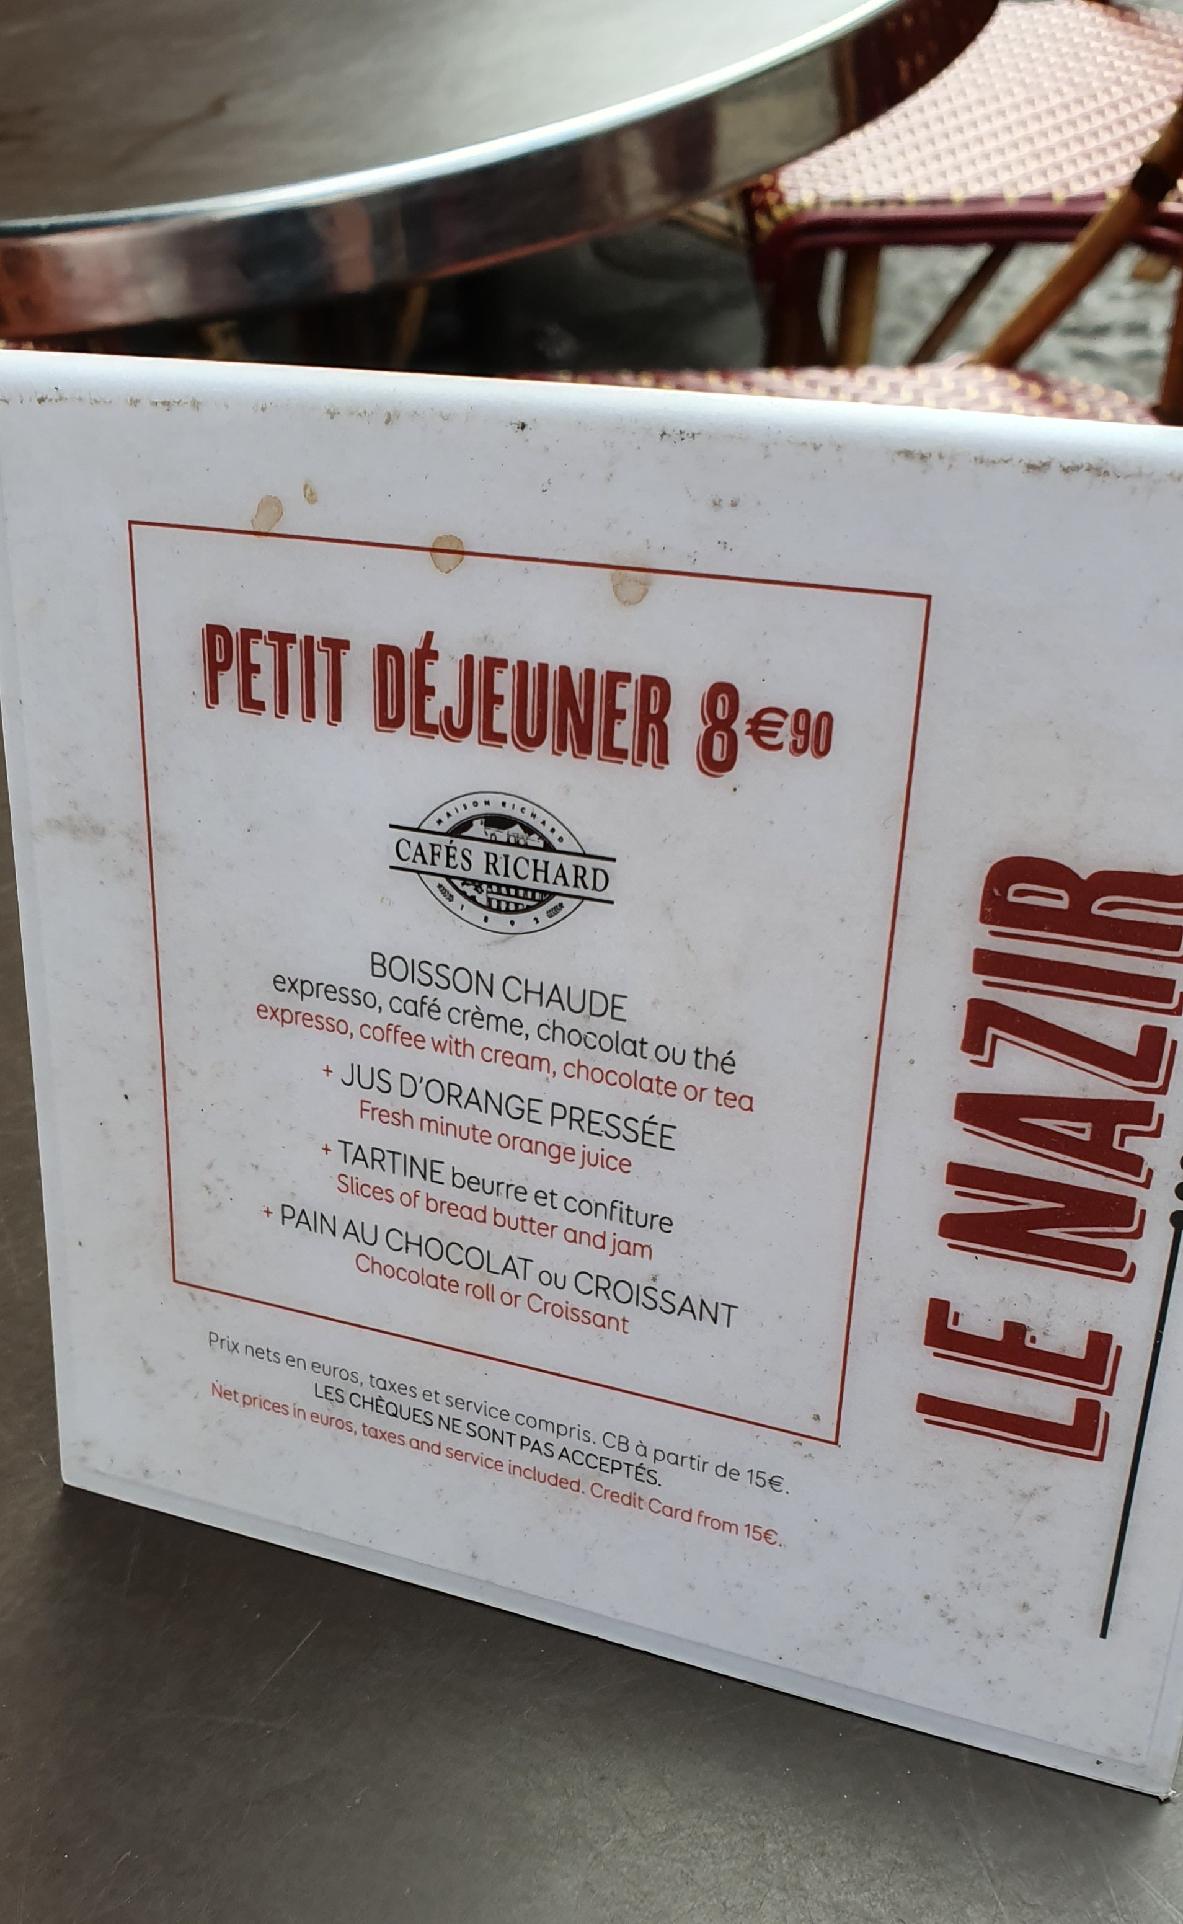 PETIT DÉJEUNER 8€90
MAISON RICHARD
CAFÉS RICHARD
1892
BOISSON CHAUDE
expresso, café crème, chocolat ou thé
expresso, coffee with cream, chocolate or tea
+ JUS D'ORANGE PRESSÉE
Fresh minute orange juice
+ TARTINE beurre et confiture
Slices of bread butter and jam
+ PAIN AU CHOCOLAT ou CROISSANT
Chocolate roll or Croissant
Prix nets en euros, taxes et service compris. CB à partir de 15€.
LES CHÈQUES NE SONT PAS ACCEPTÉS.
Net prices in euros, taxes and service included. Credit Card from 15€.
LE NAZIR